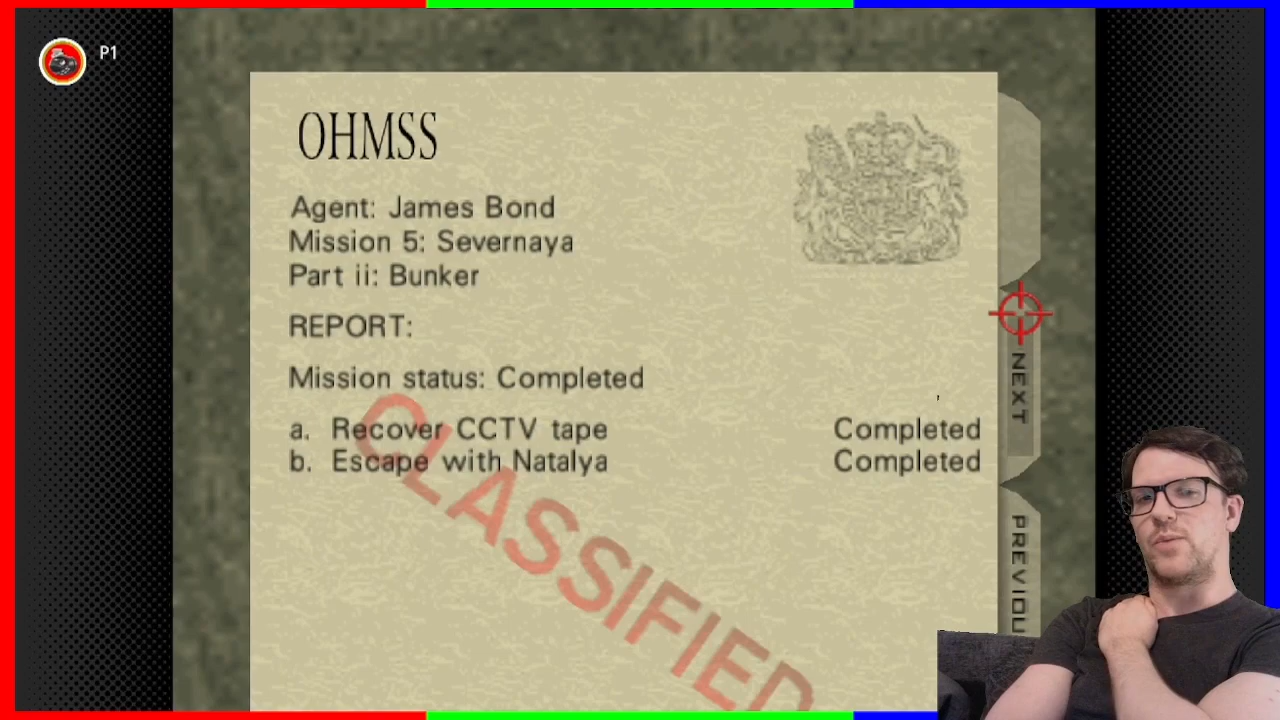 P1
OHMSS
Agent: James Bond
Mission 5: Severnaya
Part ii: Bunker
REPORT:
Mission status: Completed
a. Recover CCTV tape Completed
b. Escape with Natalya Completed
CLASSIFIED
NEXT
PREVIOU